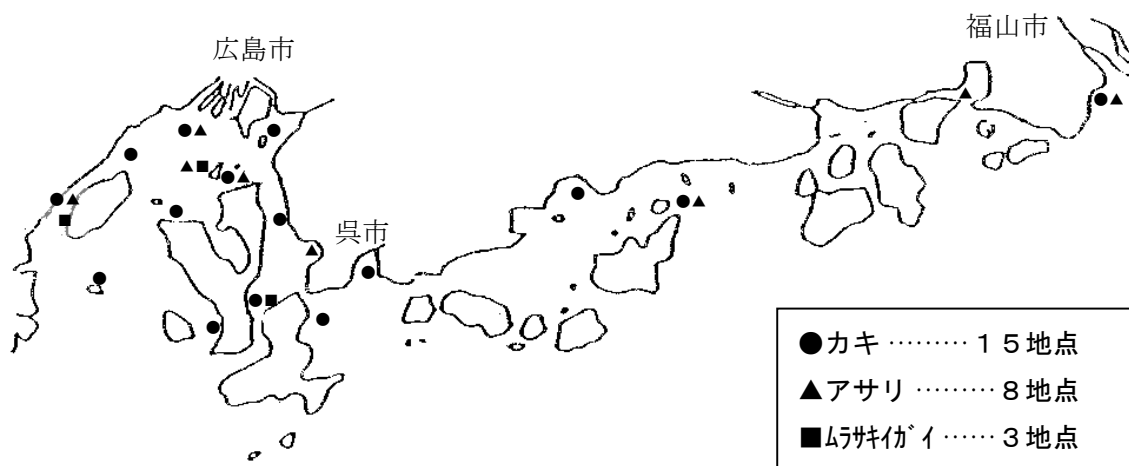 広島市
福山市
呉市
●カキ ……… １５地点
▲アサリ ……… ８地点
■ﾑﾗｻｷｲｶﾞｲ …… ３地点